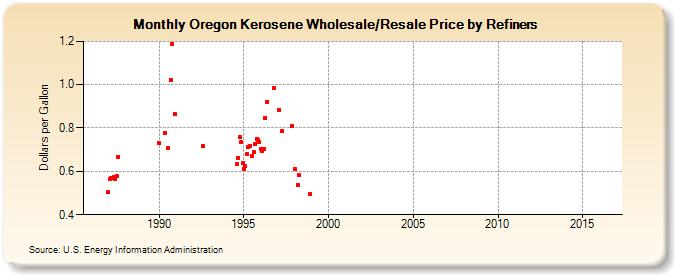 Monthly Oregon Kerosene Wholesale/Resale Price by Refiners
Dollars per Gallon
1.2
1.0
0.8
0.6
0.4
1990 1995 2000 2005 2010 2015
Source: U.S. Energy Information Administration